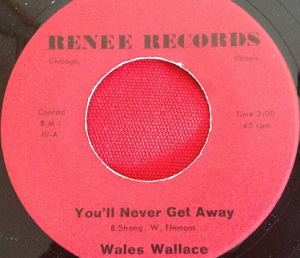 RENEE RECORDS
Chicago, Illinois
Conrad
B M I
III-A
Time 2:00
45 rpm
You'll Never Get Away
B. Strong, W. Flemons
Wales Wallace